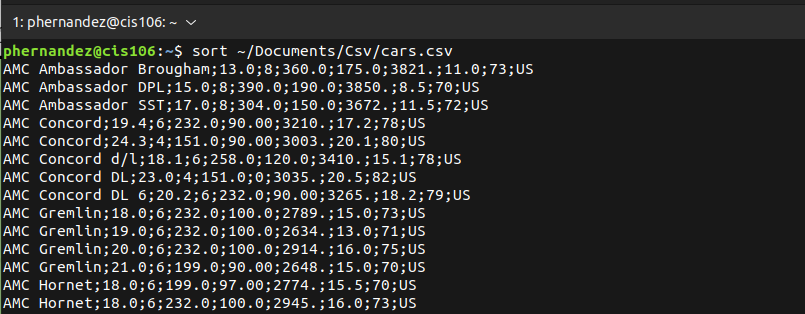 1: phernandez@cis106: ~
phernandez@cis106:~$ sort ~/Documents/Csv/cars.csv
AMC Ambassador Brougham;13.0;8;360.0;175.0;3821.;11.0;73;US
AMC Ambassador DPL;15.0;8;390.0;190.0;3850.;8.5;70;US
AMC Ambassador SST;17.0;8;304.0;150.0;3672.;11.5;72;US
AMC Concord;19.4;6;232.0;90.00;3210.;17.2;78;US
AMC Concord;24.3;4;151.0;90.00;3003.;20.1;80;US
AMC Concord d/l;18.1;6;258.0;120.0;3410.;15.1;78;US
AMC Concord DL;23.0;4;151.0;0;3035.;20.5;82;US
AMC Concord DL 6;20.2;6;232.0;90.00;3265.;18.2;79;US
AMC Gremlin;18.0;6;232.0;100.0;2789.;15.0;73;US
AMC Gremlin;19.0;6;232.0;100.0;2634.;13.0;71;US
AMC Gremlin;20.0;6;232.0;100.0;2914.;16.0;75;US
AMC Gremlin;21.0;6;199.0;90.00;2648.;15.0;70;US
AMC Hornet;18.0;6;199.0;97.00;2774.;15.5;70;US
AMC Hornet;18.0;6;232.0;100.0;2945.;16.0;73;US